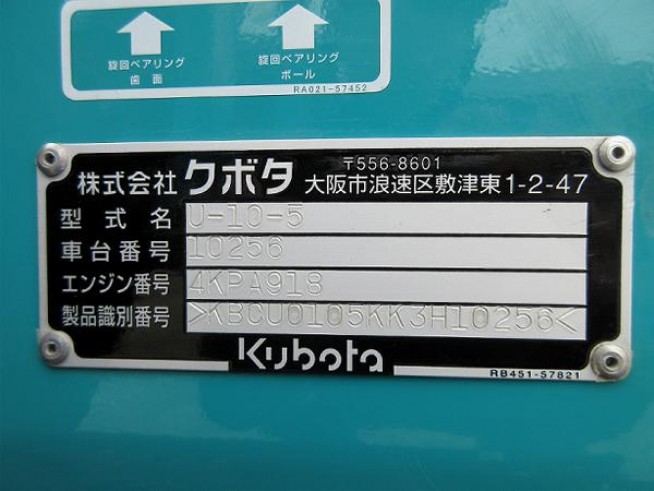 旋回ベアリング
歯面
旋回ベアリング
ボール
RA021-57452
株式会社 クボタ 〒556-8601
大阪市浪速区敷津東1-2-47
型式名 U-10-5
車台番号 10256
エンジン番号 4KPA918
製品識別番号 >KBCU0105KK3H10256<
Kubota
RB451-57821